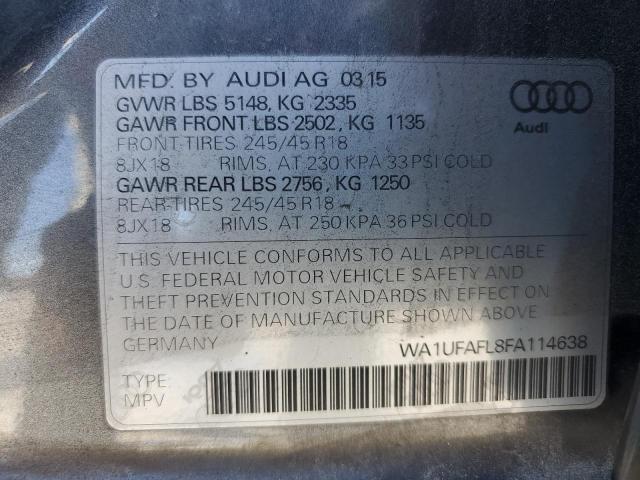 MFD. BY AUDI AG 03 15
GVWR LBS 5148, KG 2335
GAWR FRONT LBS 2502, KG 1135
FRONT-TIRES 245/45 R18
8JX18 RIMS, AT 230 KPA 33 PSI COLD
GAWR REAR LBS 2756, KG 1250
REAR-TIRES 245/45 R18
8JX18 RIMS, AT 250 KPA 36 PSI COLD
Audi
THIS VEHICLE CONFORMS TO ALL APPLICABLE
U.S. FEDERAL MOTOR VEHICLE SAFETY AND
THEFT PREVENTION STANDARDS IN EFFECT ON
THE DATE OF MANUFACTURE SHOWN ABOVE.
GERMANY
WA1UFAFL8FA114638
TYPE:
MPV